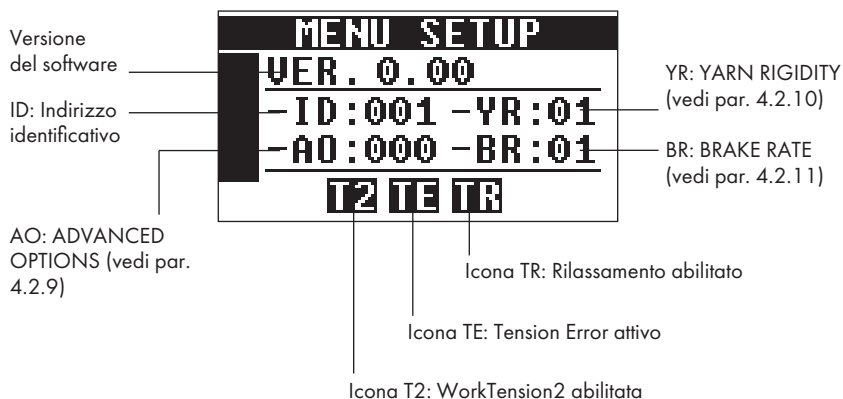 Versione
del software
ID: Indirizzo
identificativo
AO: ADVANCED
OPTIONS (vedi par.
4.2.9)
MENU SETUP
VER. 0.00
-ID:001 -YR:01
-AO:000 -BR:01
T2 TE TR
YR: YARN RIGIDITY
(vedi par. 4.2.10)
BR: BRAKE RATE
(vedi par. 4.2.11)
Icona TR: Rilassamento abilitato
Icona TE: Tension Error attivo
Icona T2: WorkTension2 abilitata